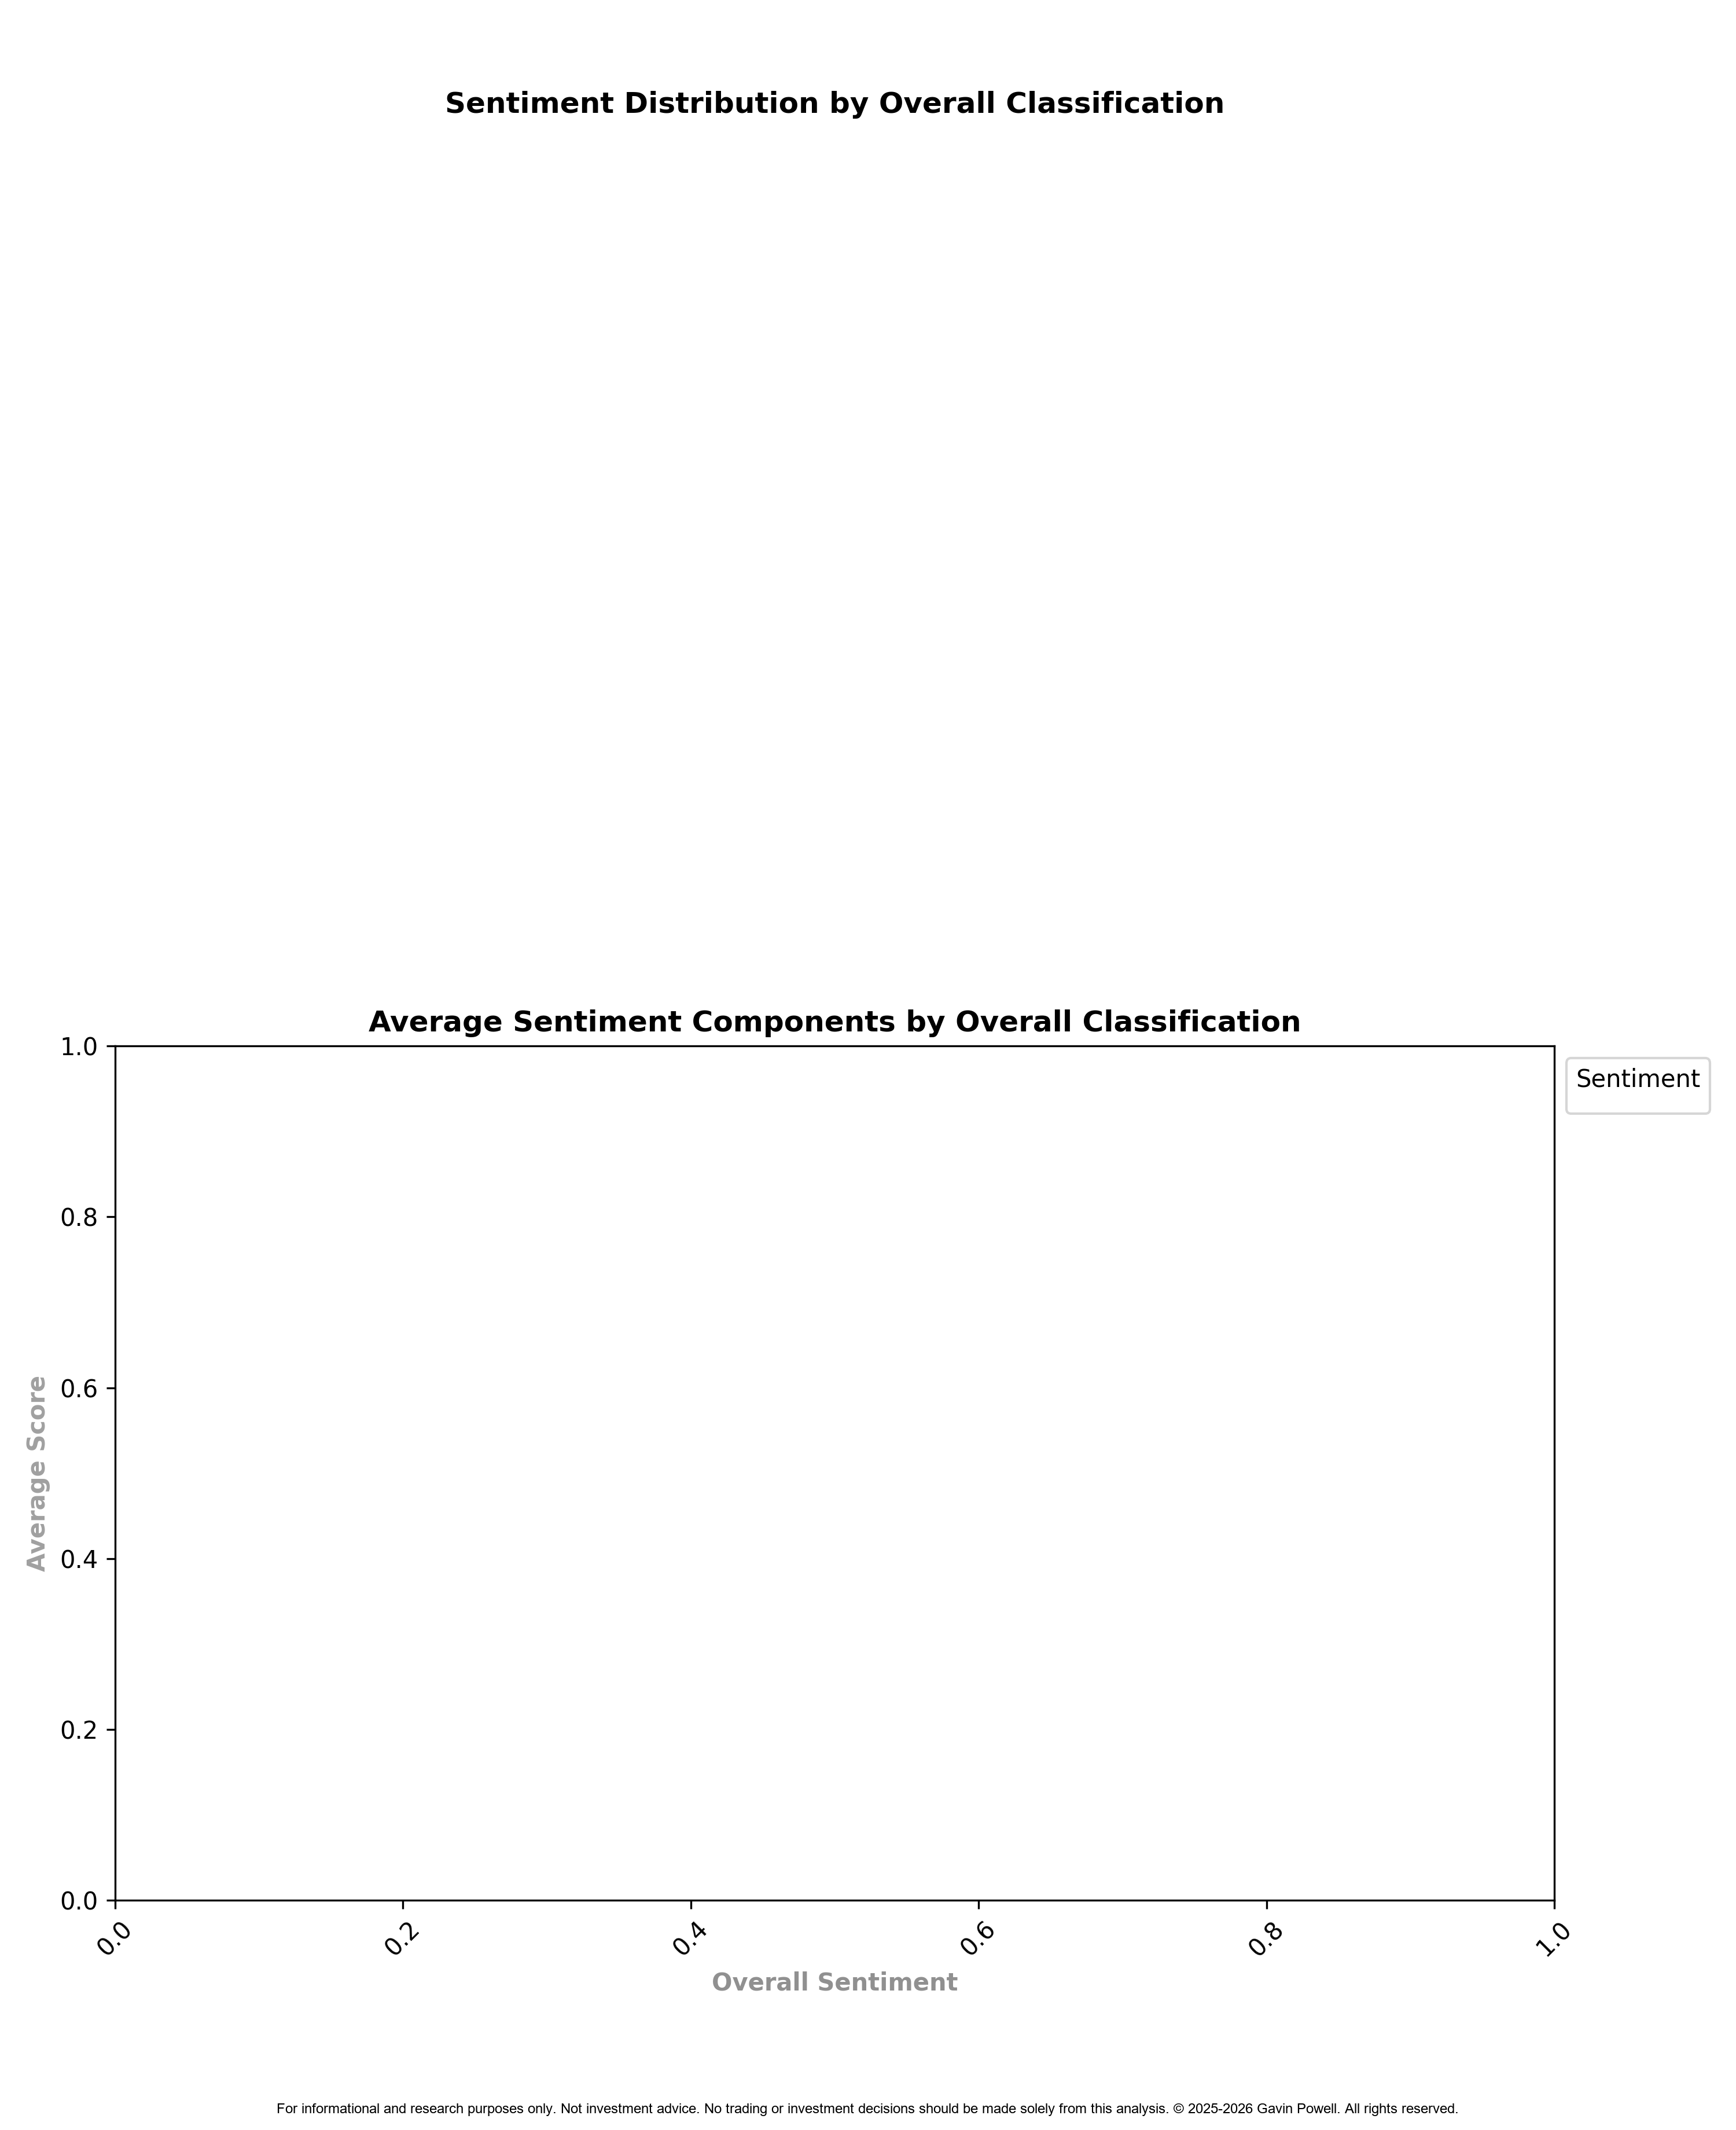 Sentiment Distribution by Overall Classification
Average Sentiment Components by Overall Classification
Sentiment
1.0
0.8
0.6
0.4
0.2
0.0
Average Score
0.0
0.2
0.4
0.6
0.8
1.0
Overall Sentiment
For informational and research purposes only. Not investment advice. No trading or investment decisions should be made solely from this analysis. © 2025-2026 Gavin Powell. All rights reserved.